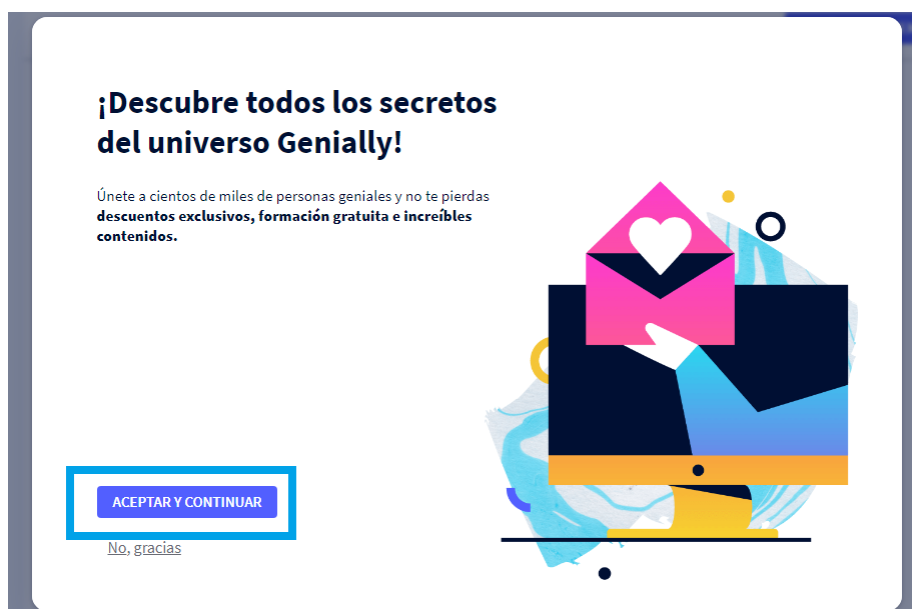 ¡Descubre todos los secretos
del universo Genially!
Únete a cientos de miles de personas geniales y no te pierdas
descuentos exclusivos, formación gratuita e increíbles
contenidos.
ACEPTAR Y CONTINUAR
No, gracias